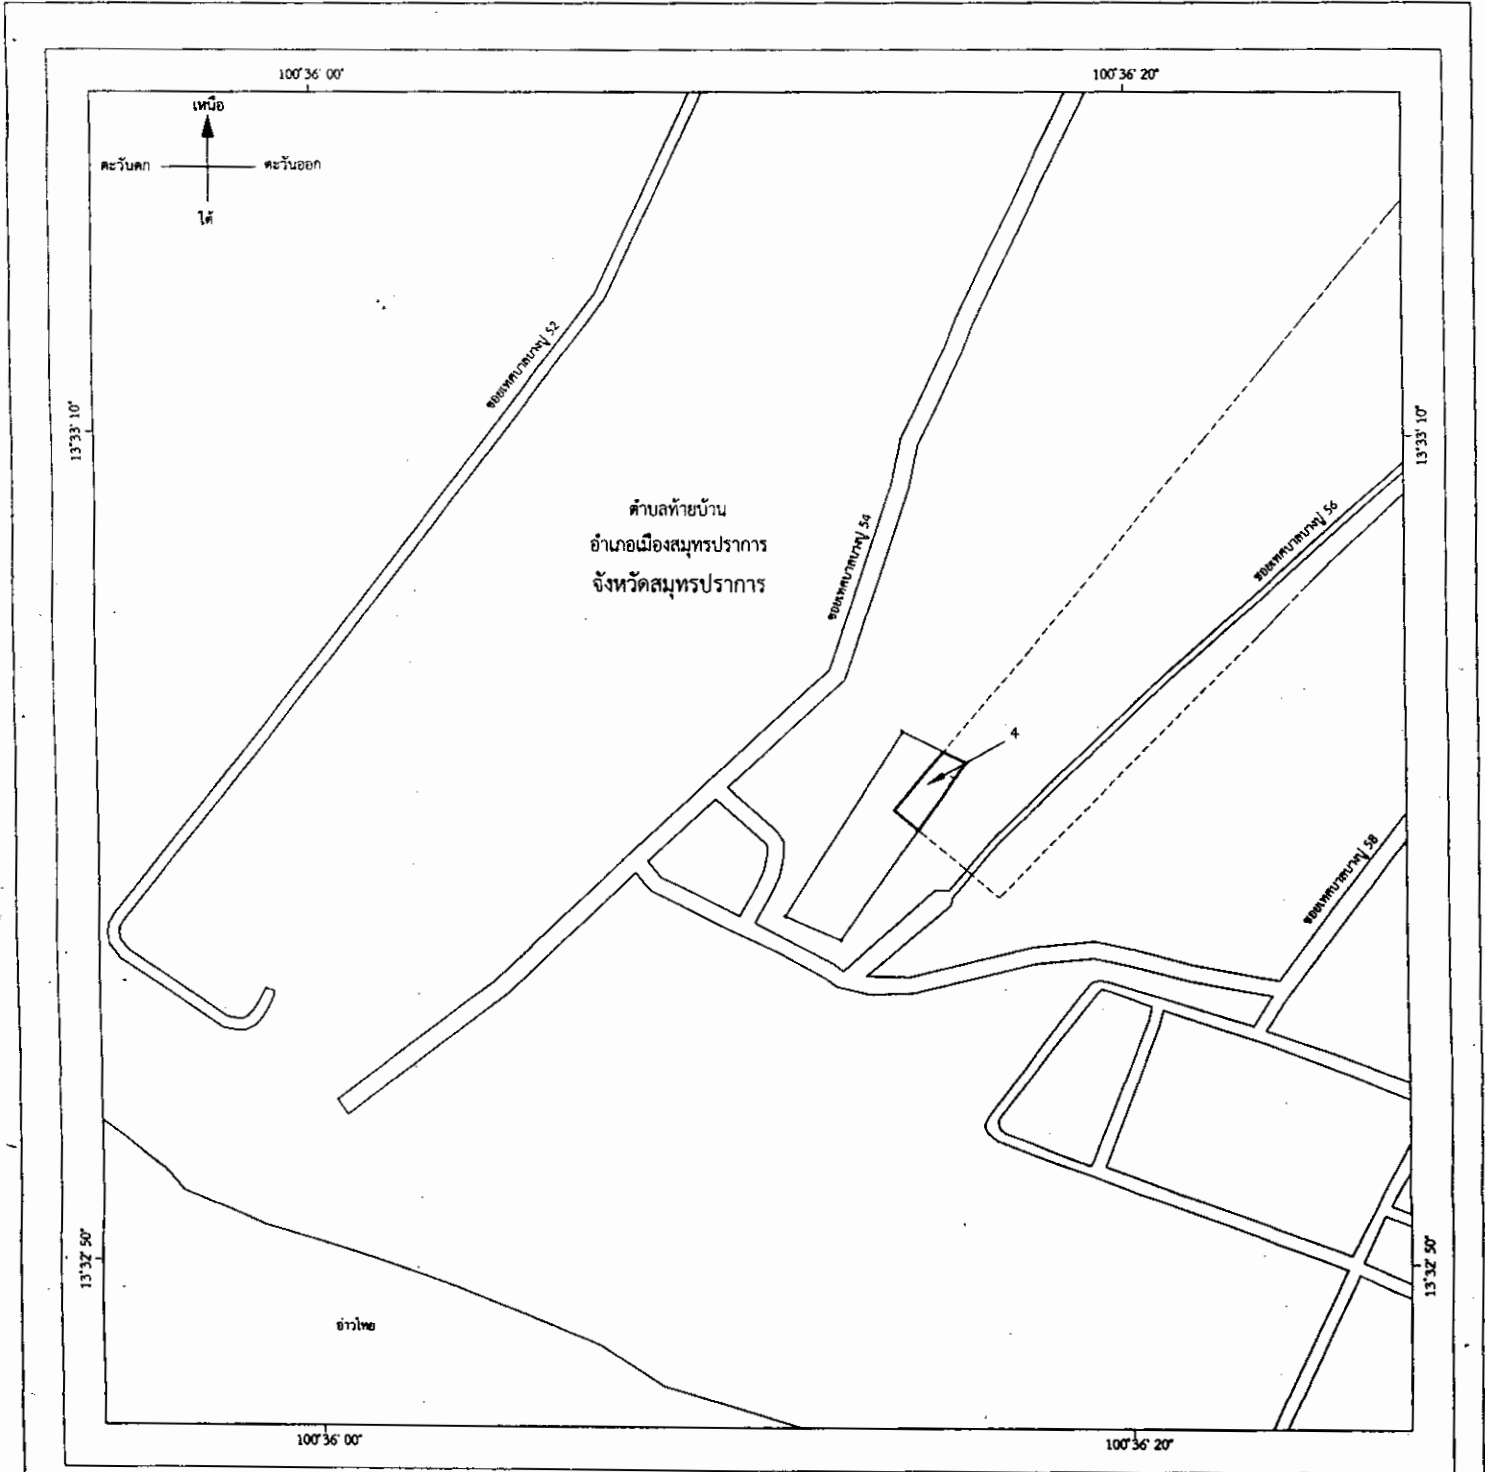 100°36' 00"
100°36' 20"
เหนือ
ตะวันตก
ตะวันออก
ใต้
ซอยเทศบาลบางปู 52
13°33' 10"
13°33' 10"
ตำบลท้ายบ้าน
อำเภอเมืองสมุทรปราการ
จังหวัดสมุทรปราการ
ซอยเทศบาลบางปู 54
ซอยเทศบาลบางปู 56
4
ซอยเทศบาลบางปู 58
13°32' 50"
13°32' 50"
อ่าวไทย
100°36' 00"
100°36' 20"